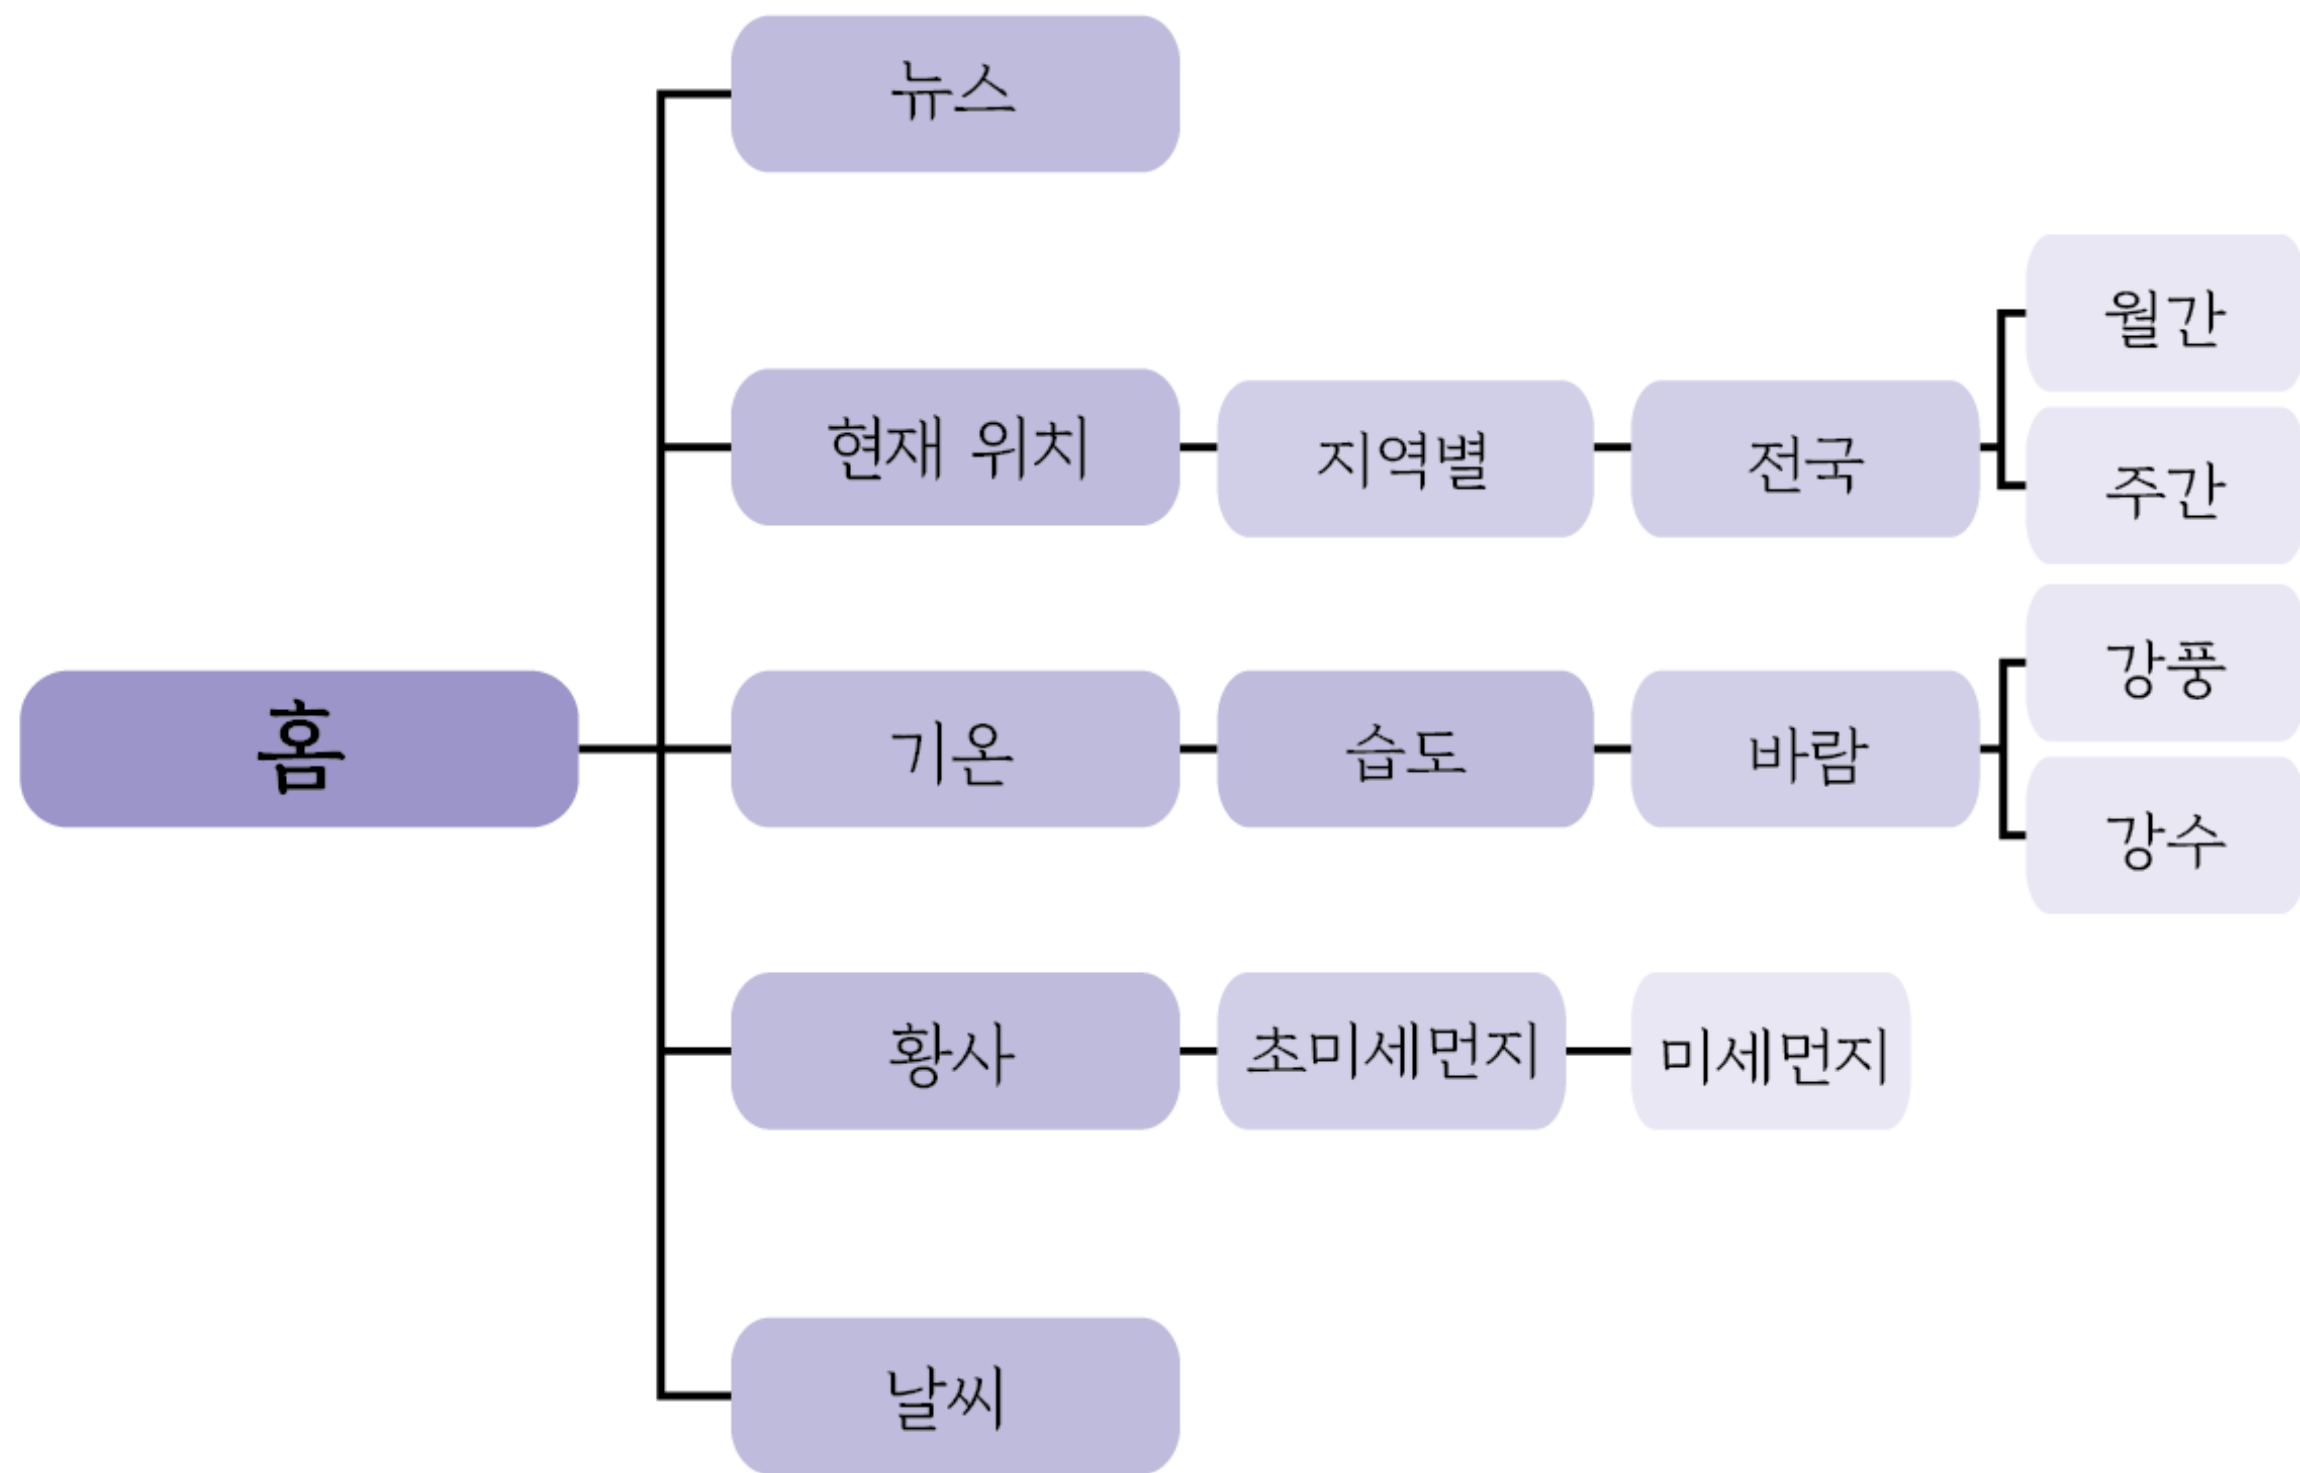 뉴스
현재 위치
지역별
전국
월간
주간
홈
기온
습도
바람
강풍
강수
황사
초미세먼지
미세먼지
날씨